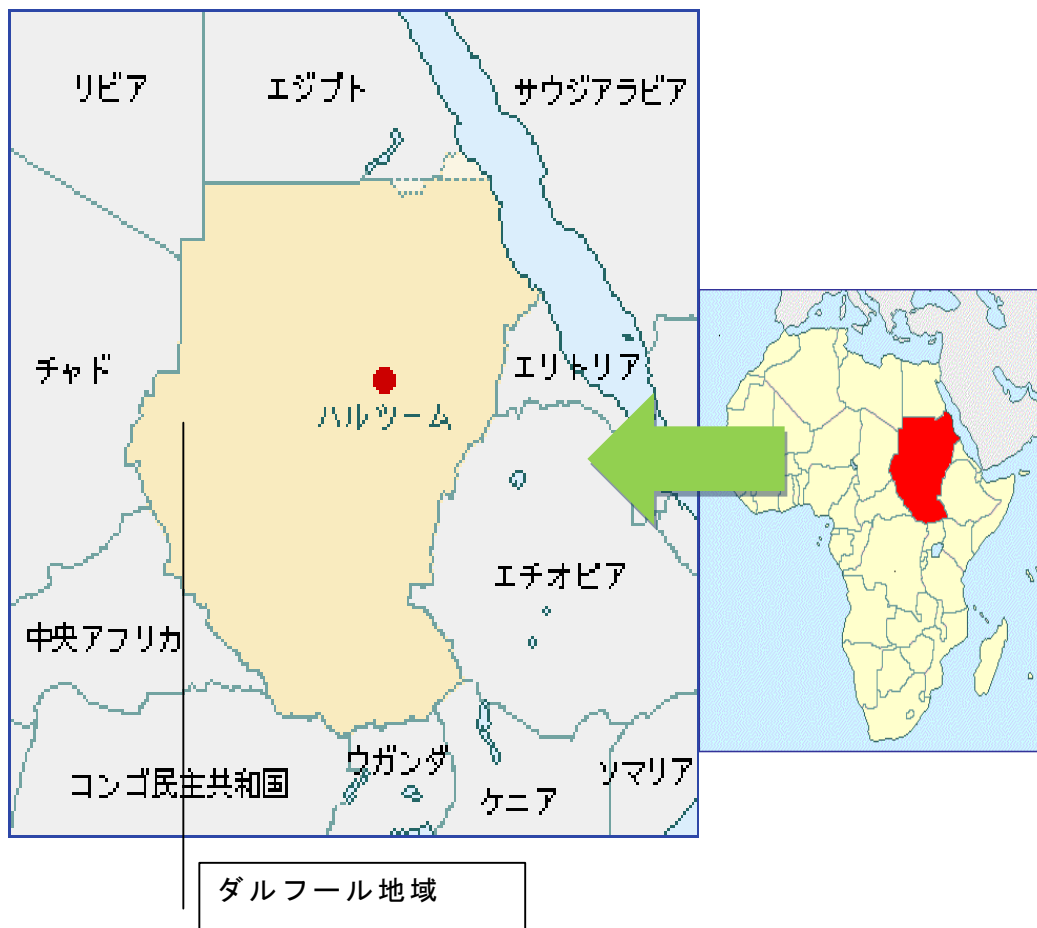 リビア
エジプト
サウジアラビア
チャド
エリトリア
ハルツーム
エチオピア
中央アフリカ
ウガンダ
ソマリア
コンゴ民主共和国
ケニア
ダルフール地域